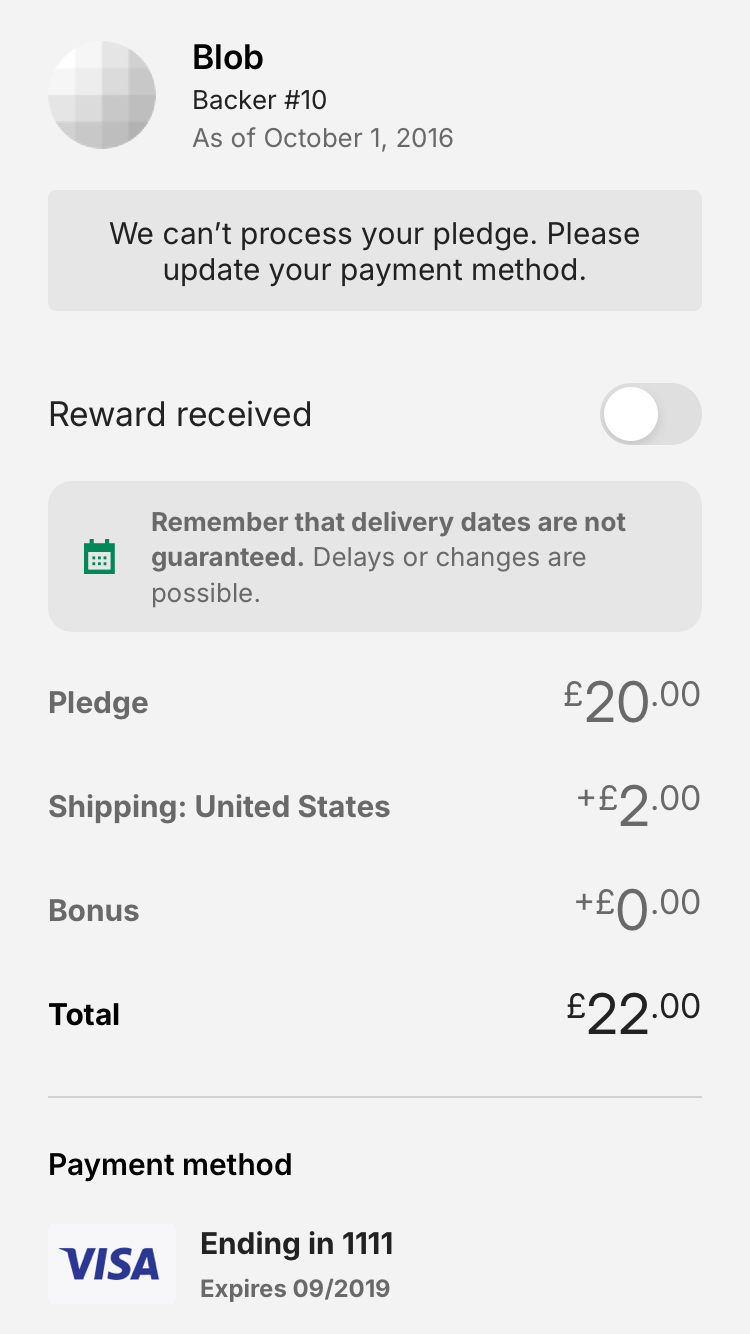 Blob
Backer #10
As of October 1, 2016
We can’t process your pledge. Please
update your payment method.
Reward received
Remember that delivery dates are not
guaranteed. Delays or changes are
possible.
Pledge £20.00
Shipping: United States +£2.00
Bonus +£0.00
Total £22.00
Payment method
VISA
Ending in 1111
Expires 09/2019